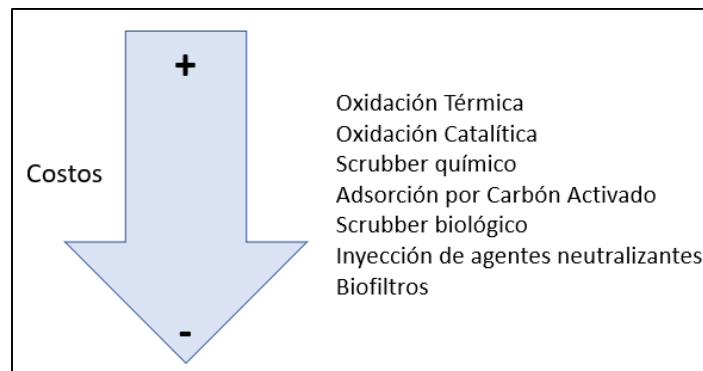 +
Costos
Oxidación Térmica
Oxidación Catalítica
Scrubber químico
Adsorción por Carbón Activado
Scrubber biológico
Inyección de agentes neutralizantes
Biofiltros
-